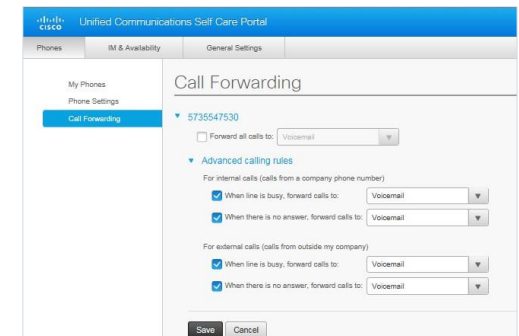 cisco Unified Communications Self Care Portal
Phones IM & Availability General Settings
My Phones
Phone Settings
Call Forwarding
Call Forwarding
5735547530
Forward all calls to: Voicemail
Advanced calling rules
For internal calls (calls from a company phone number)
When line is busy, forward calls to: Voicemail
When there is no answer, forward calls to: Voicemail
For external calls (calls from outside my company)
When line is busy, forward calls to: Voicemail
When there is no answer, forward calls to: Voicemail
Save Cancel